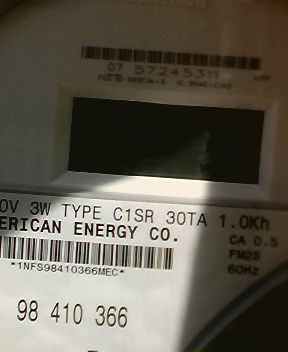 07 57245311
0V 3W TYPE C1SR 30TA 1.0Kh
ERICAN ENERGY CO.
CA 0.5
FM2S
60Hz
*1NFS98410366MEC*
98 410 366